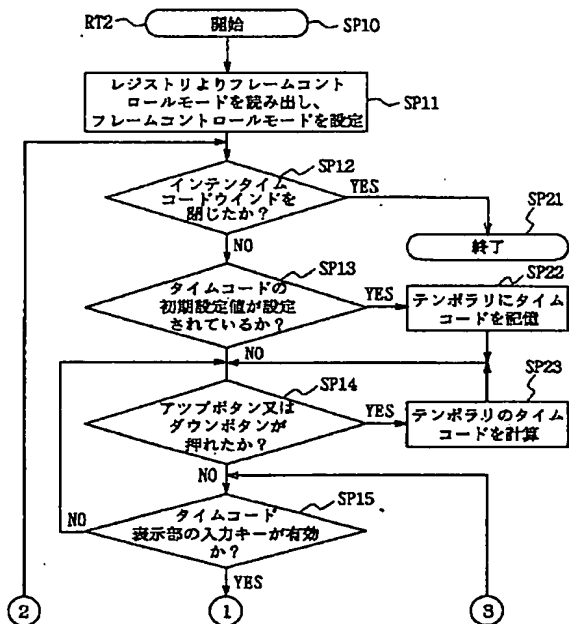 RT2
開始
SP10
レジストリよりフレームコント
ロールモードを読み出し、
フレームコントロールモードを設定
SP11
SP12
インテンタイム
コードウインドを
閉じたか?
YES
NO
SP21
終了
SP13
タイムコードの
初期設定値が設定
されているか?
YES
NO
SP22
テンポラリにタイム
コードを記憶
SP14
アツプボタン又は
ダウンボタンが
押れたか?
YES
NO
SP23
テンポラリのタイム
コードを計算
SP15
タイムコード
表示部の入力キーが有効
か?
NO
YES
2
1
3